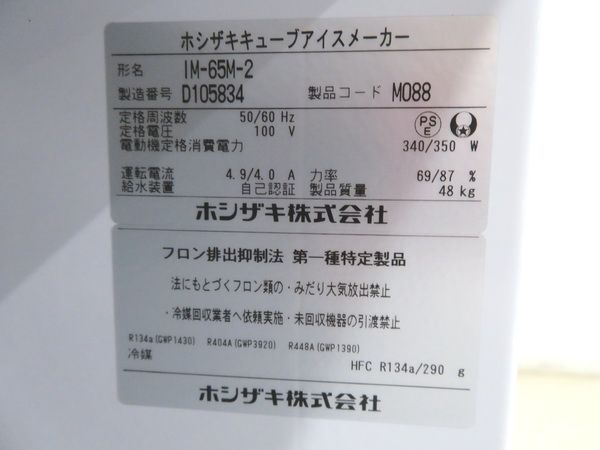 ホシザキキューブアイスメーカー
形名 IM-65M-2
製造番号 D105834 製品コード M088
定格周波数 50/60 Hz
定格電圧 100 V
電動機定格消費電力 340/350 W
PS
E
運転電流 4.9/4.0 A 力率 69/87 %
給水装置 自己認証 製品質量 48 kg
ホシザキ株式会社
フロン排出抑制法 第一種特定製品
法にもとづくフロン類の・みだり大気放出禁止
・冷媒回収業者へ依頼実施・未回収機器の引渡禁止
R134a(GWP1430) R404A(GWP3920) R448A(GWP1390)
冷媒 HFC R134a/290 g
ホシザキ株式会社